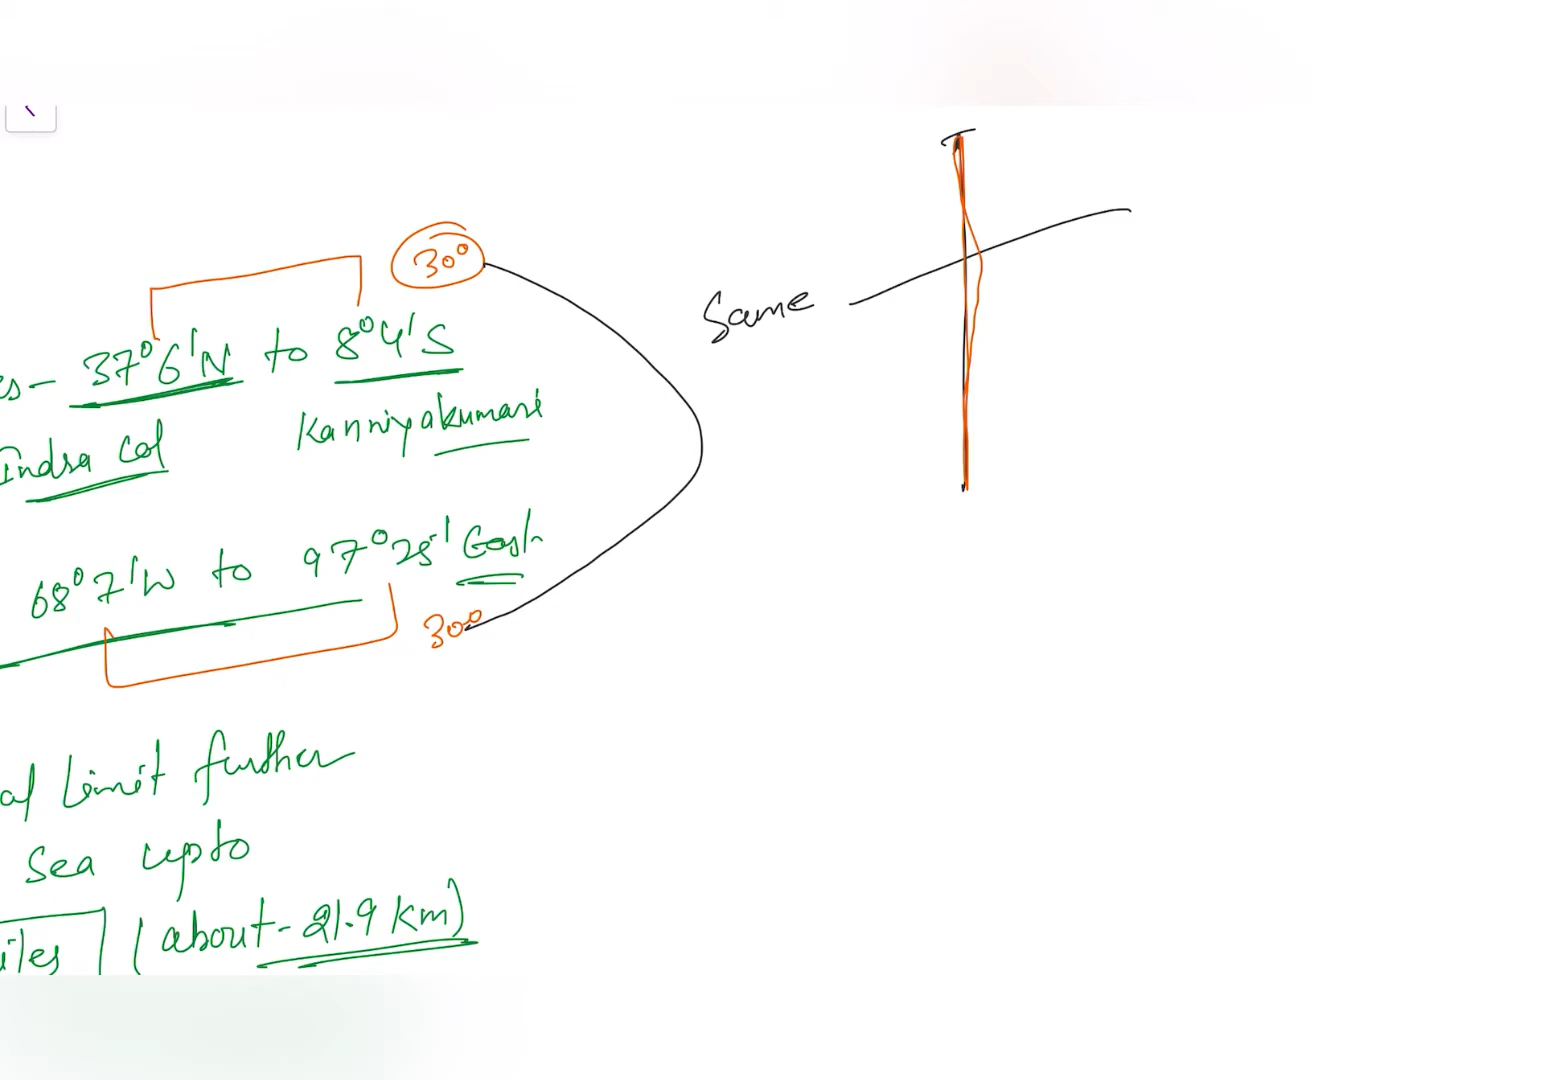 30°
es- 37°6'N to 8°4'S
Indra Col Kanniyakumari
Same
68°7'W to 97°25' East
30°
al limit further
Sea upto
iles (about- 21.9 km)